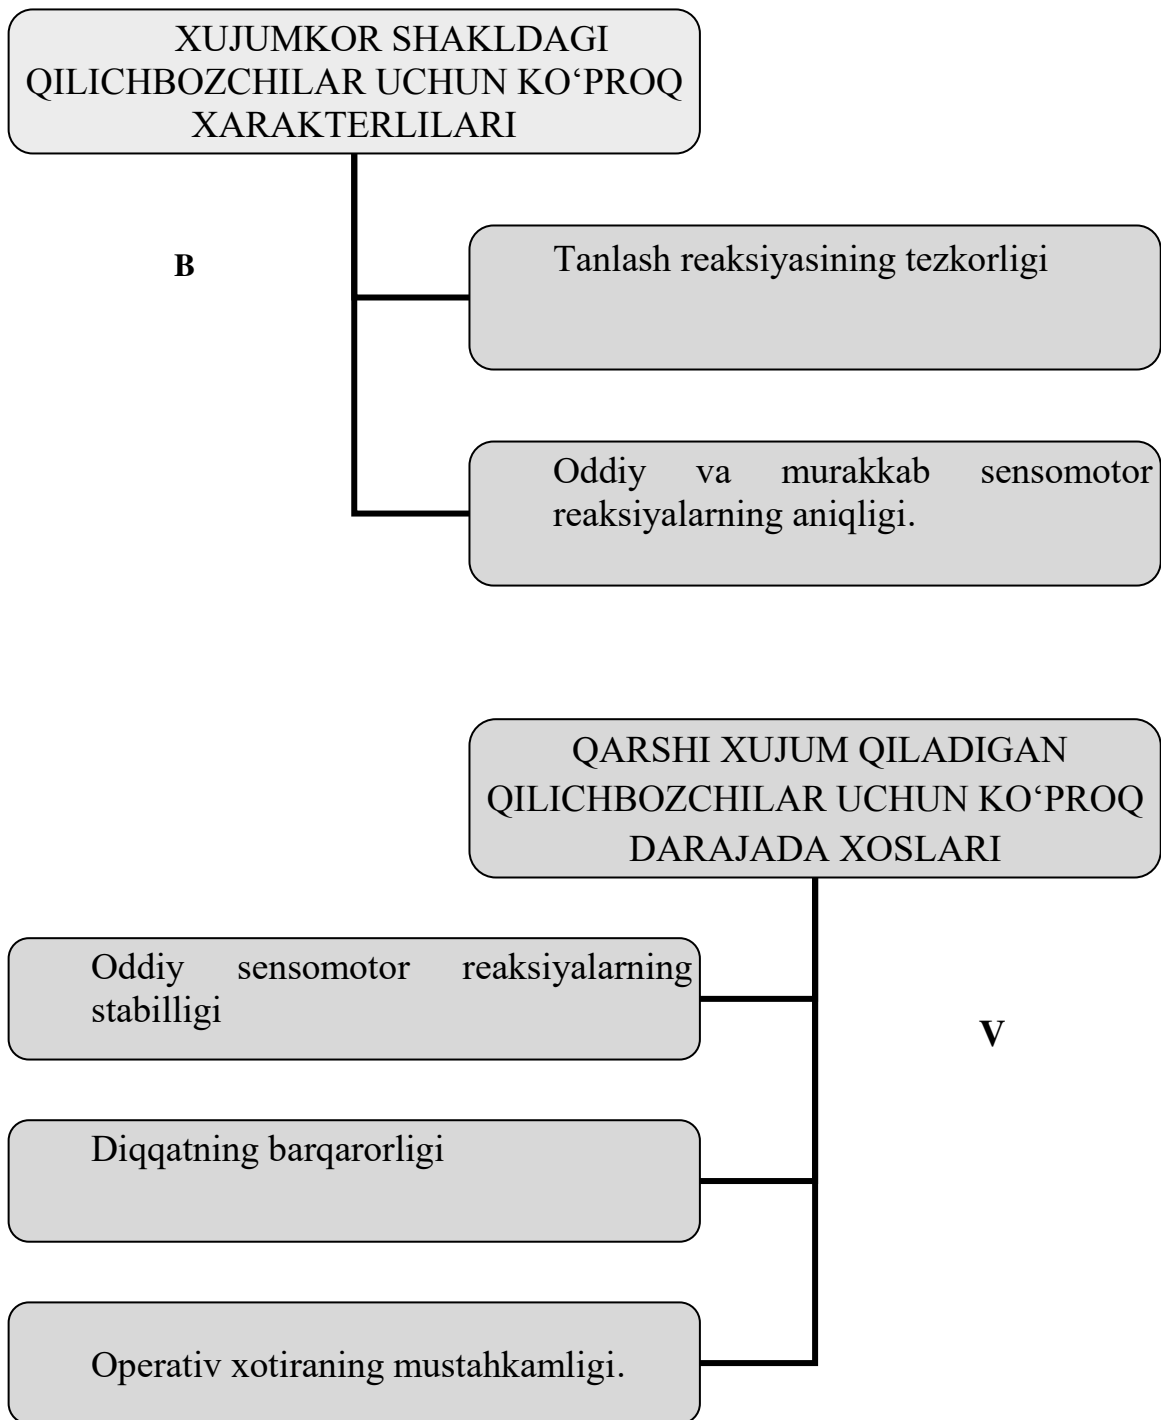 XUJUMKOR SHAKLDAGI
QILICHBOZCHILAR UCHUN KO‘PROQ
XARAKTERLILARI
B
Tanlash reaksiyasining tezkorligi
Oddiy va murakkab sensomotor
reaksiyalarning aniqligi.
QARSHI XUJUM QILADIGAN
QILICHBOZCHILAR UCHUN KO‘PROQ
DARAJADA XOSLARI
Oddiy sensomotor reaksiyalarning
stabilligi
V
Diqqatning barqarorligi
Operativ xotiraning mustahkamligi.